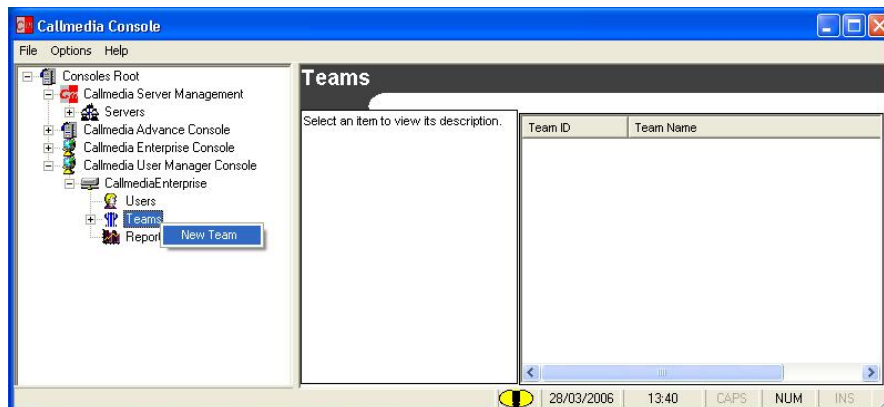 Callmedia Console
File Options Help
Consoles Root
Callmedia Server Management
Servers
Callmedia Advance Console
Callmedia Enterprise Console
Callmedia User Manager Console
CallmediaEnterprise
Users
Teams
New Team
Report
Teams
Select an item to view its description.
Team ID Team Name
28/03/2006 13:40 CAPS NUM INS